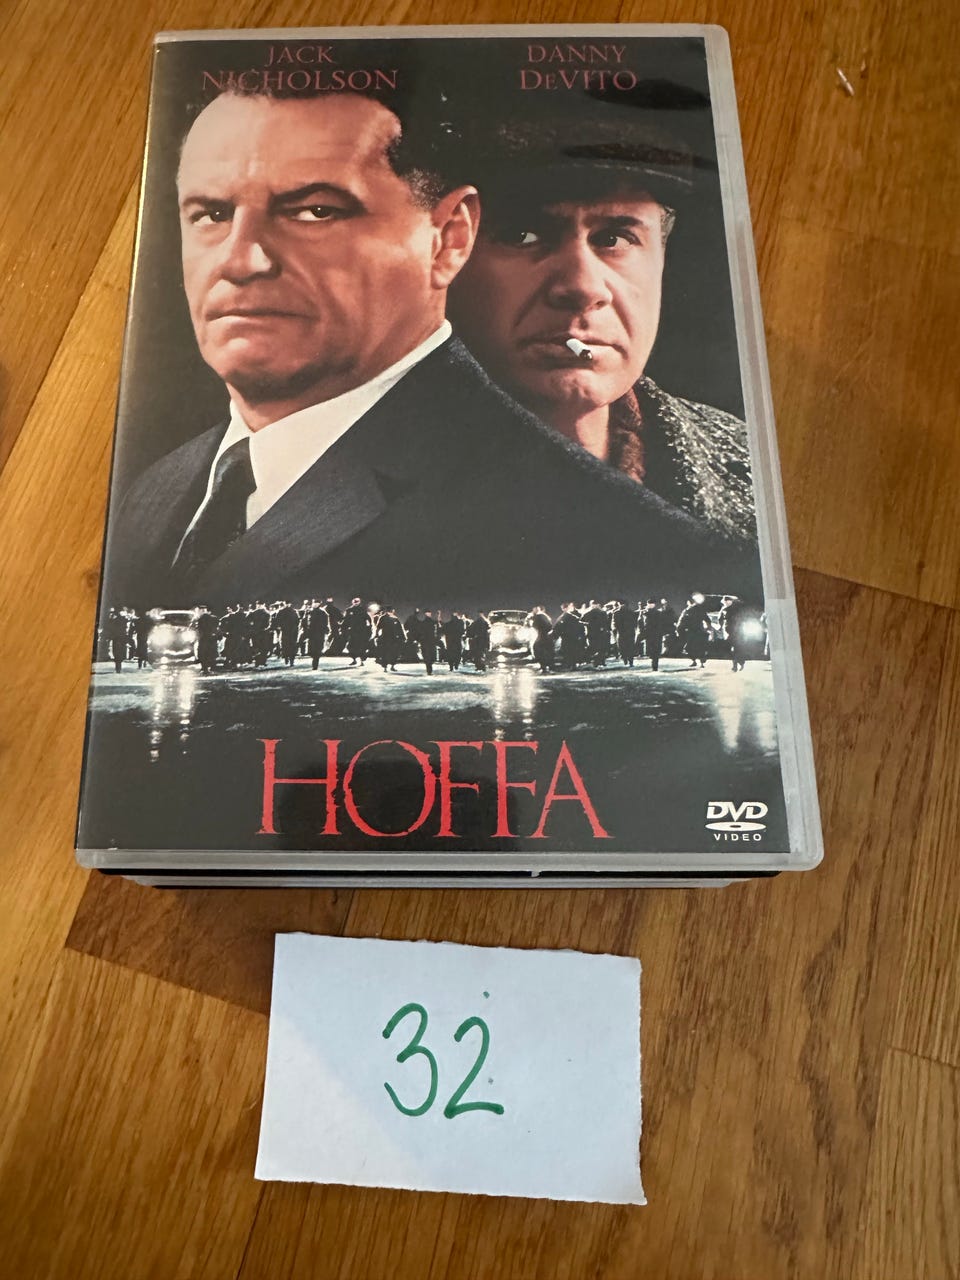 JACK
NICHOLSON
DANNY
DEVITO
HOFFA
DVD
VIDEO
32